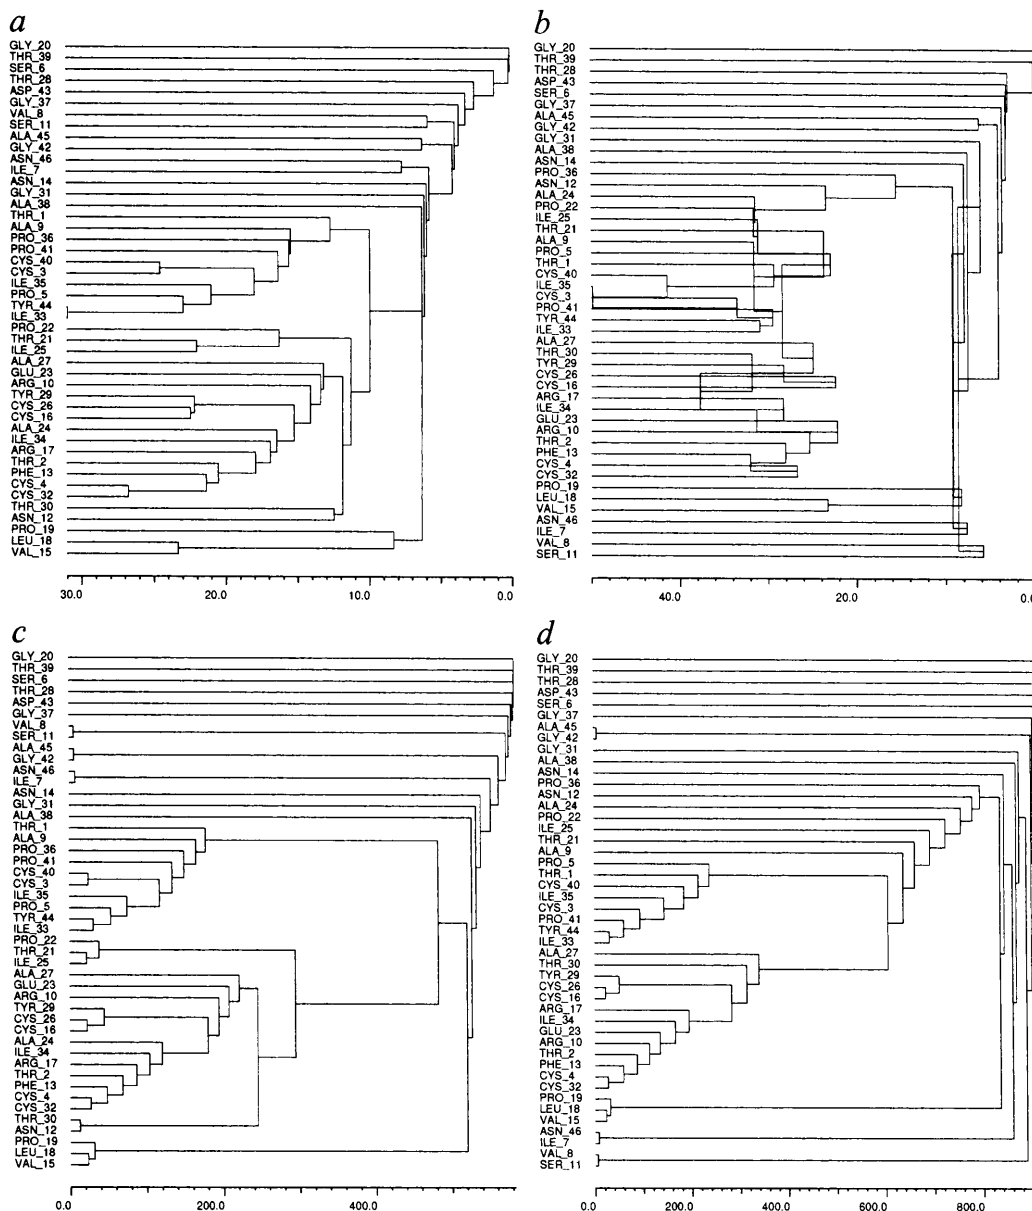 a
GLY_20
THR_39
SER_6
THR_28
ASP_43
GLY_37
VAL_8
SER_11
ALA_45
GLY_42
ASN_46
ILE_7
ASN_14
GLY_31
ALA_38
THR_1
ALA_9
PRO_36
PRO_41
CYS_40
CYS_3
ILE_35
PRO_5
TYR_44
ILE_33
PRO_22
THR_21
ILE_25
ALA_27
GLU_23
ARG_10
TYR_29
CYS_26
CYS_16
ALA_24
ILE_34
ARG_17
THR_2
PHE_13
CYS_4
CYS_32
THR_30
ASN_12
PRO_19
LEU_18
VAL_15
30.0 20.0 10.0 0.0
b
GLY_20
THR_39
THR_28
ASP_43
SER_6
GLY_37
ALA_45
GLY_42
GLY_31
ALA_38
ASN_14
PRO_36
ASN_12
ALA_24
PRO_22
ILE_25
THR_21
ALA_9
PRO_5
THR_1
CYS_40
ILE_35
CYS_3
PRO_41
TYR_44
ILE_33
ALA_27
THR_30
TYR_29
CYS_26
CYS_16
ARG_17
ILE_34
GLU_23
ARG_10
THR_2
PHE_13
CYS_4
CYS_32
PRO_19
LEU_18
VAL_15
ASN_46
ILE_7
VAL_8
SER_11
40.0 20.0 0.0
c
GLY_20
THR_39
SER_6
THR_28
ASP_43
GLY_37
VAL_8
SER_11
ALA_45
GLY_42
ASN_46
ILE_7
ASN_14
GLY_31
ALA_38
THR_1
ALA_9
PRO_36
PRO_41
CYS_40
CYS_3
ILE_35
PRO_5
TYR_44
ILE_33
PRO_22
THR_21
ILE_25
ALA_27
GLU_23
ARG_10
TYR_29
CYS_26
CYS_16
ALA_24
ILE_34
ARG_17
THR_2
PHE_13
CYS_4
CYS_32
THR_30
ASN_12
PRO_19
LEU_18
VAL_15
0.0 200.0 400.0
d
GLY_20
THR_39
THR_28
ASP_43
SER_6
GLY_37
ALA_45
GLY_42
GLY_31
ALA_38
ASN_14
PRO_36
ASN_12
ALA_24
PRO_22
ILE_25
THR_21
ALA_9
PRO_5
THR_1
CYS_40
ILE_35
CYS_3
PRO_41
TYR_44
ILE_33
ALA_27
THR_30
TYR_29
CYS_26
CYS_16
ARG_17
ILE_34
GLU_23
ARG_10
THR_2
PHE_13
CYS_4
CYS_32
PRO_19
LEU_18
VAL_15
ASN_46
ILE_7
VAL_8
SER_11
0.0 200.0 400.0 600.0 800.0